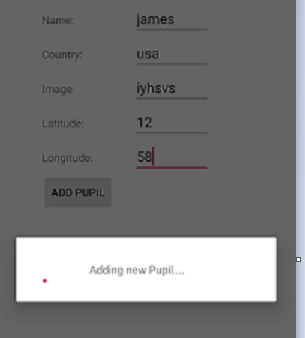 Name: james
Country: usa
Image iyhsvs
Latitude: 12
Longitude: 58
ADD PUPIL
Adding new Pupil....